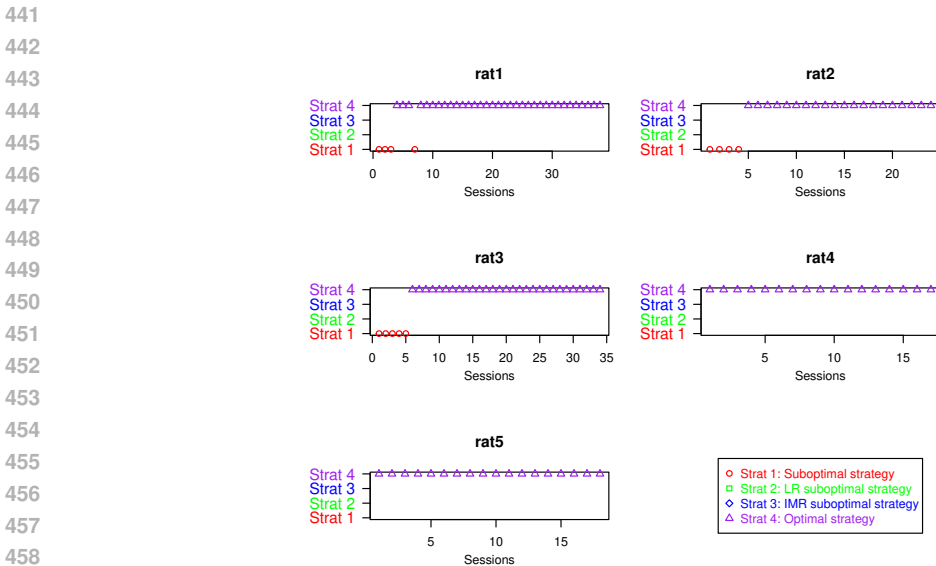 441
442
443
444
445
446
447
448
449
450
451
452
453
454
455
456
457
458
rat1
Strat 4
Strat 3
Strat 2
Strat 1
0 10 20 30
Sessions
rat2
Strat 4
Strat 3
Strat 2
Strat 1
5 10 15 20
Sessions
rat3
Strat 4
Strat 3
Strat 2
Strat 1
0 5 10 15 20 25 30 35
Sessions
rat4
Strat 4
Strat 3
Strat 2
Strat 1
5 10 15
Sessions
rat5
Strat 4
Strat 3
Strat 2
Strat 1
5 10 15
Sessions
Strat 1: Suboptimal strategy
Strat 2: LR suboptimal strategy
Strat 3: IMR suboptimal strategy
Strat 4: Optimal strategy